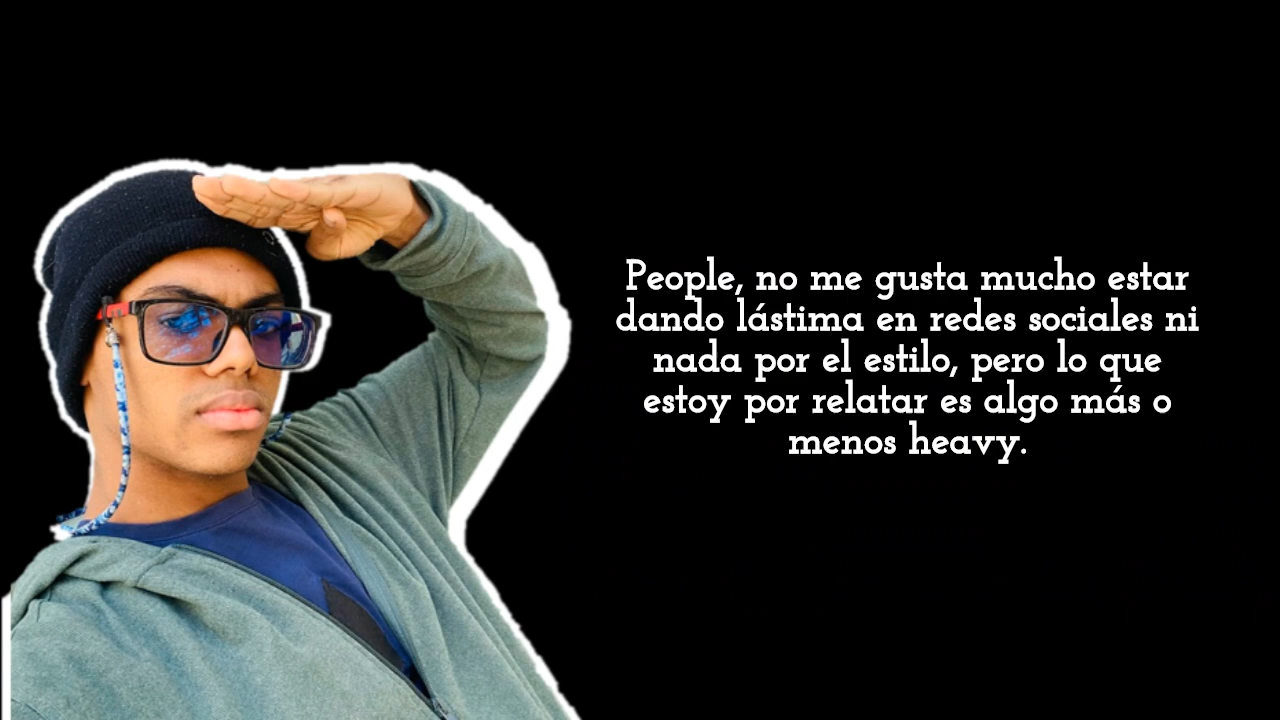 People, no me gusta mucho estar
dando lástima en redes sociales ni
nada por el estilo, pero lo que
estoy por relatar es algo más o
menos heavy.